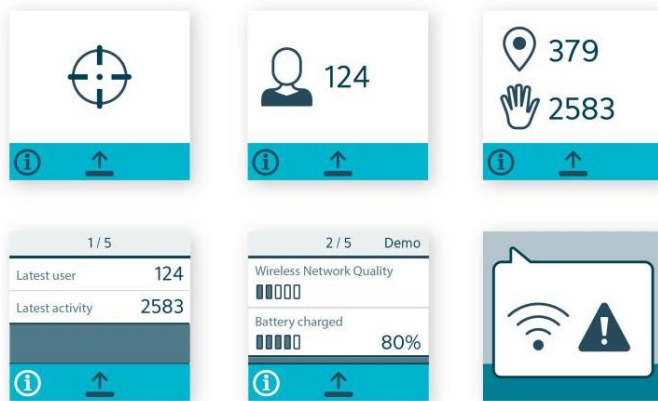 124
379
2583
1 / 5
Latest user 124
Latest activity 2583
2 / 5 Demo
Wireless Network Quality
Battery charged
80%